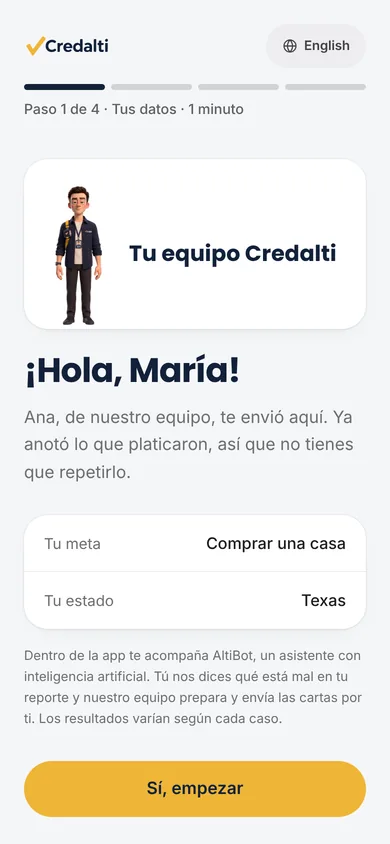 Credalti
English
Paso 1 de 4 · Tus datos · 1 minuto
Tu equipo Credalti
¡Hola, María!
Ana, de nuestro equipo, te envió aquí. Ya
anotó lo que platicaron, así que no tienes
que repetirlo.
Tu meta Comprar una casa
Tu estado Texas
Dentro de la app te acompaña AltiBot, un asistente con
inteligencia artificial. Tú nos dices qué está mal en tu
reporte y nuestro equipo prepara y envía las cartas por
ti. Los resultados varían según cada caso.
Sí, empezar